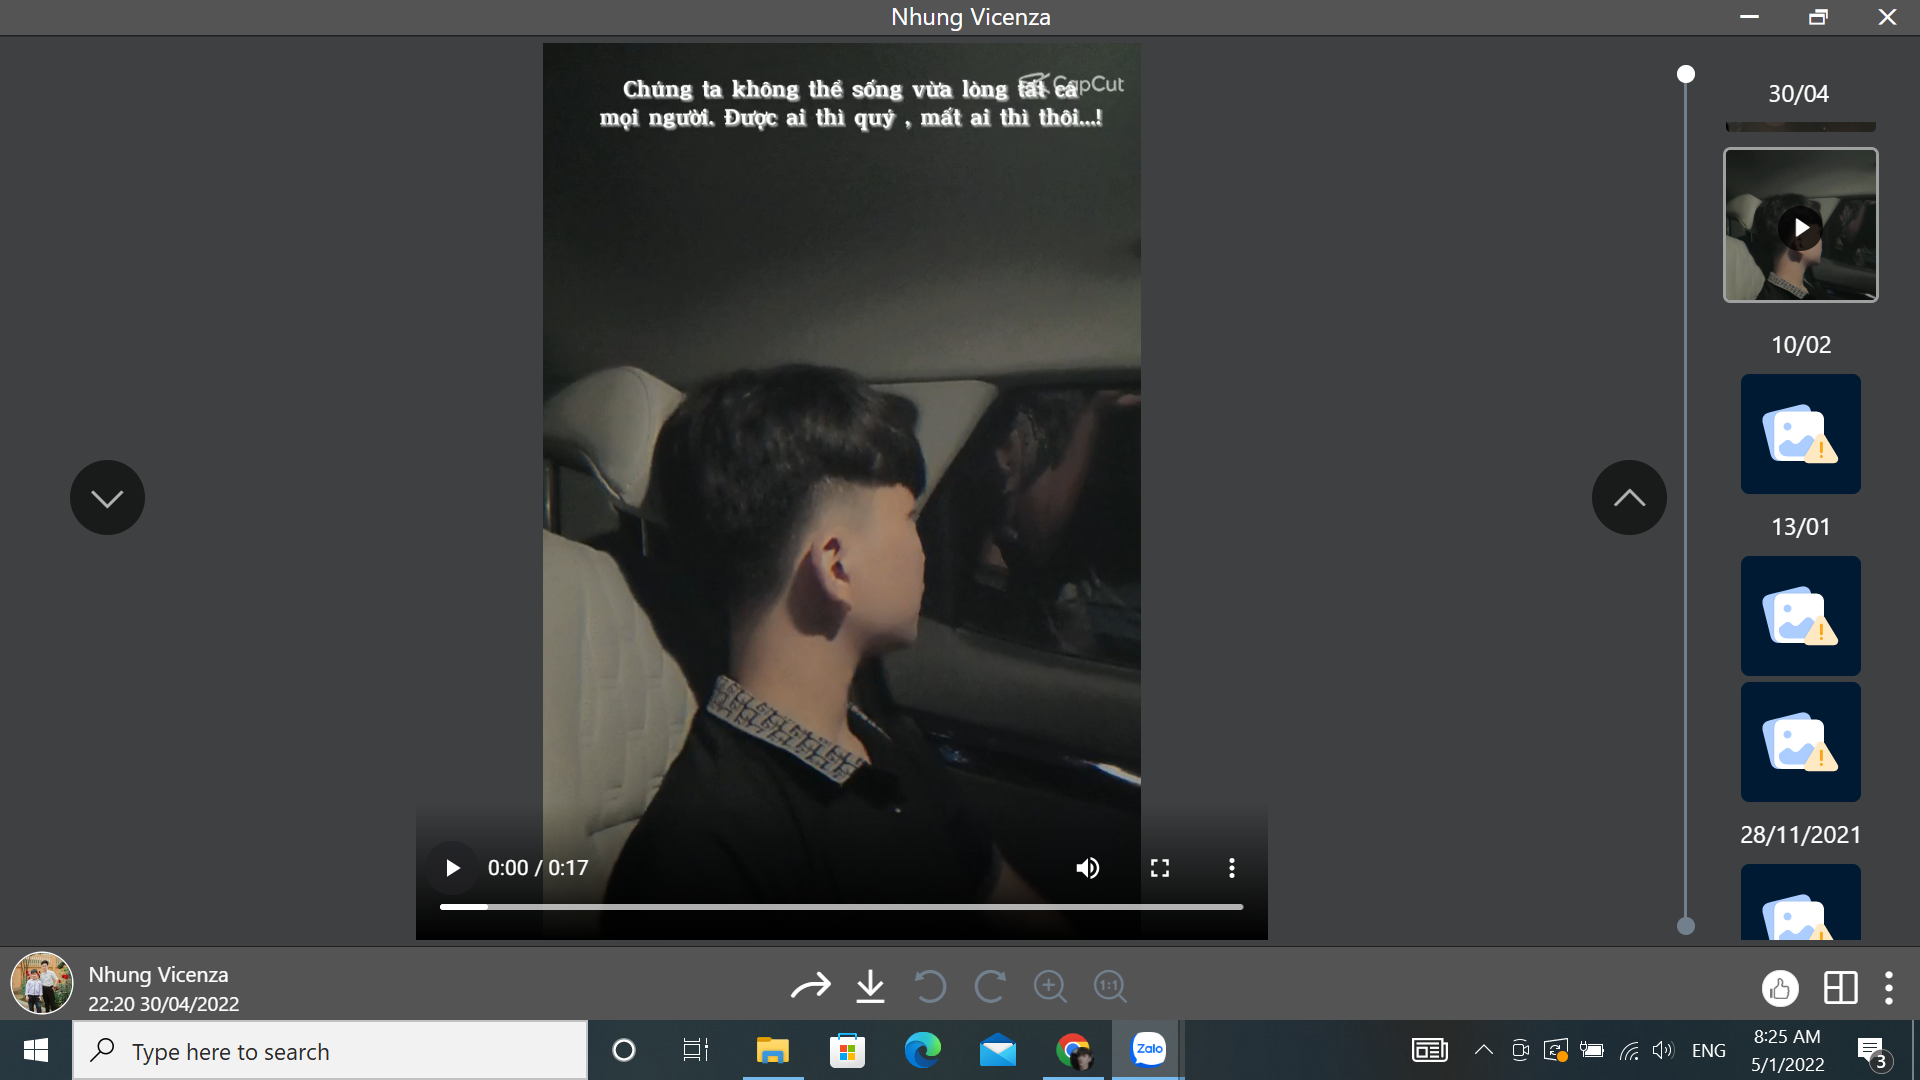 Nhung Vicenza
CapCut
Chúng ta không thể sống vừa lòng tất cả
mọi người. Được ai thì quý , mất ai thì thôi...!
30/04
10/02
13/01
28/11/2021
0:00 / 0:17
Nhung Vicenza
22:20 30/04/2022
1:1
Type here to search
Zalo
ENG
8:25 AM
5/1/2022
3